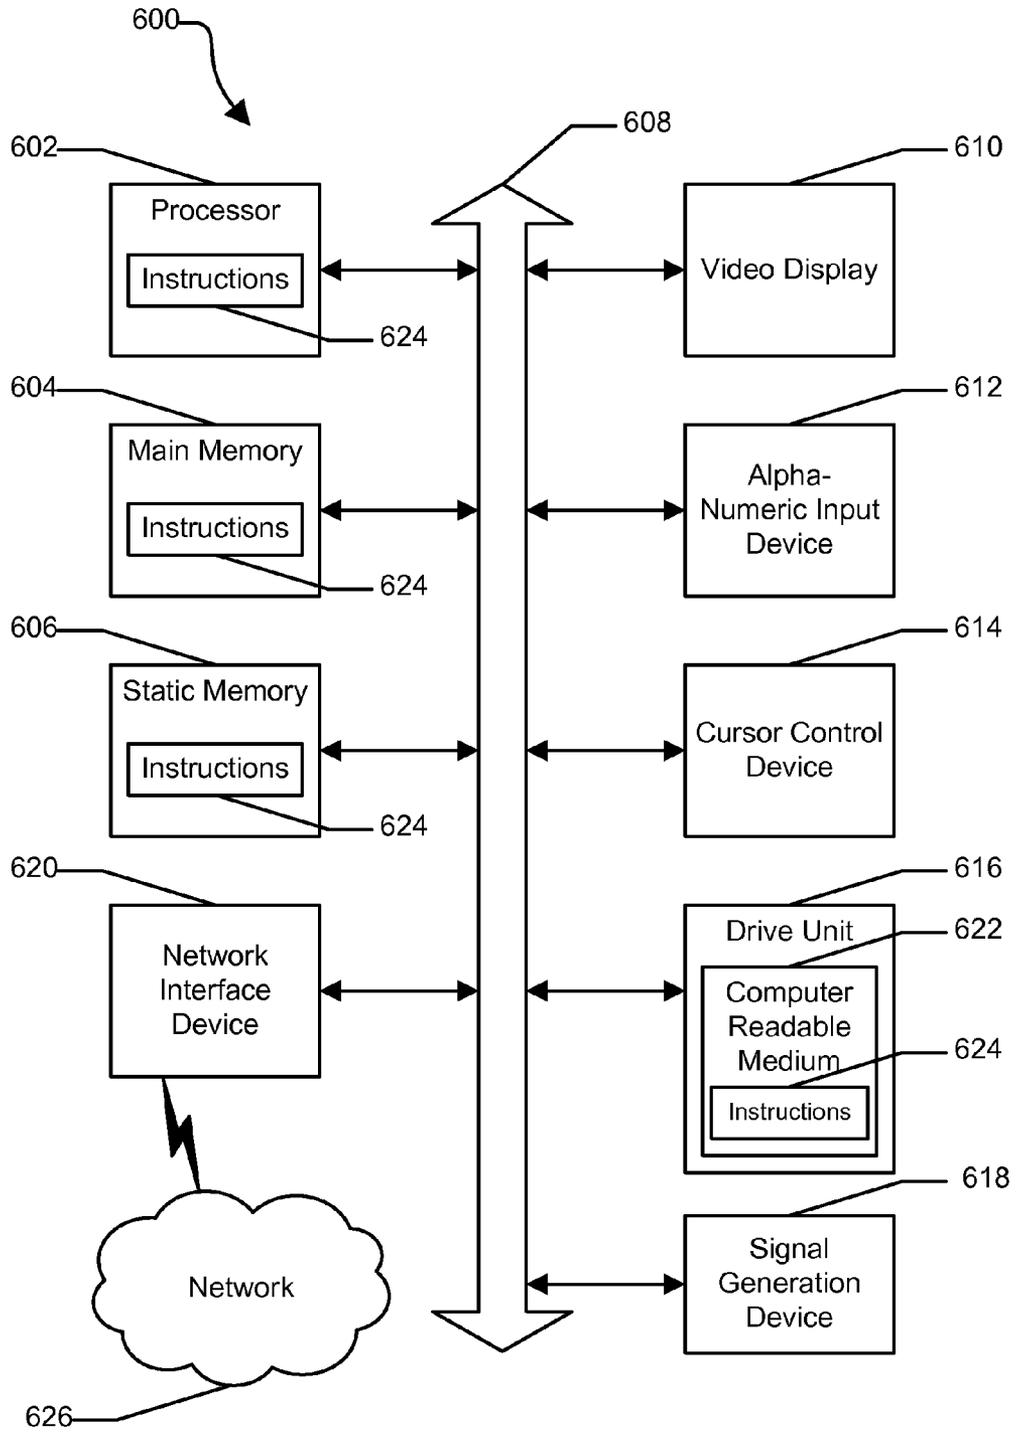 600
608
602
Processor
Instructions
624
610
Video Display
604
Main Memory
Instructions
624
612
Alpha-
Numeric Input
Device
606
Static Memory
Instructions
624
614
Cursor Control
Device
620
Network
Interface
Device
616
Drive Unit
622
Computer
Readable
Medium
624
Instructions
618
Signal
Generation
Device
Network
626